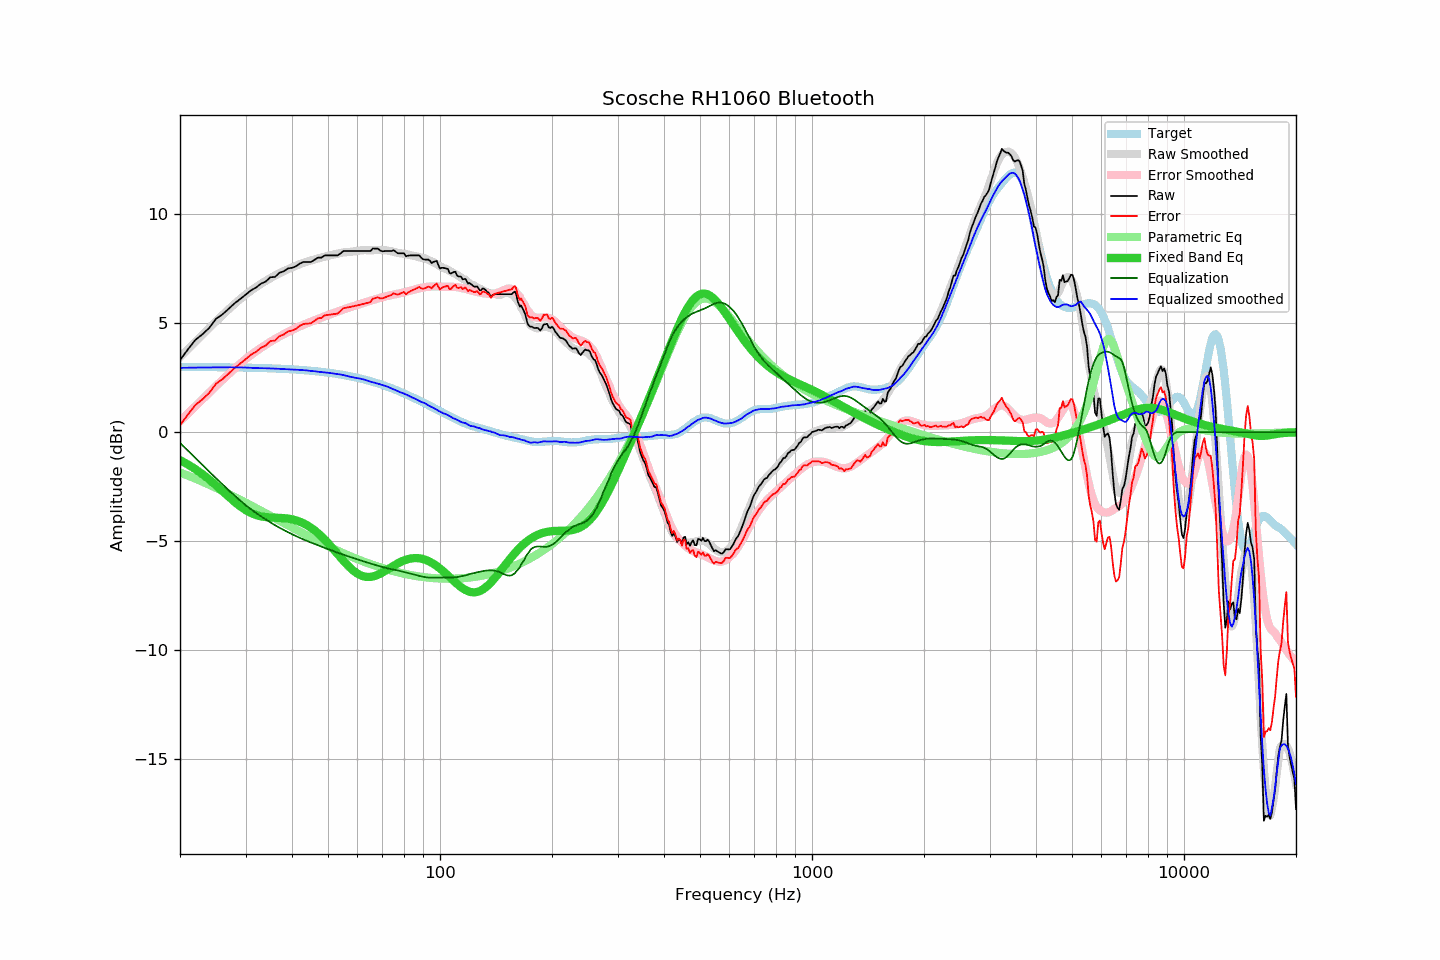 Scosche RH1060 Bluetooth
Target
Raw Smoothed
Error Smoothed
Raw
Error
Parametric Eq
Fixed Band Eq
Equalization
Equalized smoothed
10
5
0
−5
−10
−15
Amplitude (dBr)
100
1000
10000
Frequency (Hz)